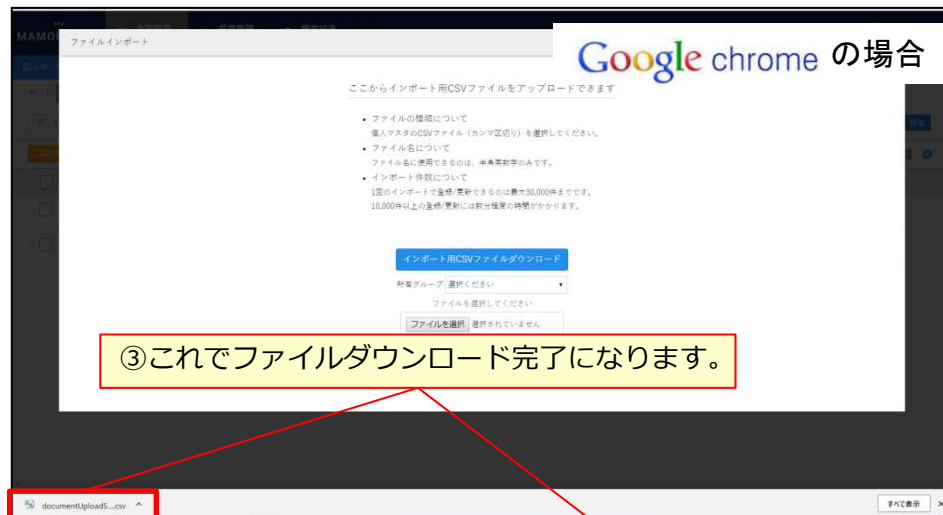 MAMO
ファイルインポート
Google chrome の場合
ここからインポート用CSVファイルをアップロードできます
• ファイルの種類について
個人マスタのCSVファイル（カンマ区切り）を選択してください。
• ファイル名について
ファイル名に使用できるのは、半角英数字のみです。
• インポート件数について
1回のインポートで登録/更新できるのは最大30,000件までです。
10,000件以上の登録/更新には数分程度の時間がかかります。
検索
インポート用CSVファイルダウンロード
所有グループ 選択ください
ファイルを選択してください
ファイルを選択 選択されていません
③これでファイルダウンロード完了になります。
documentUploadS....csv
すべて表示